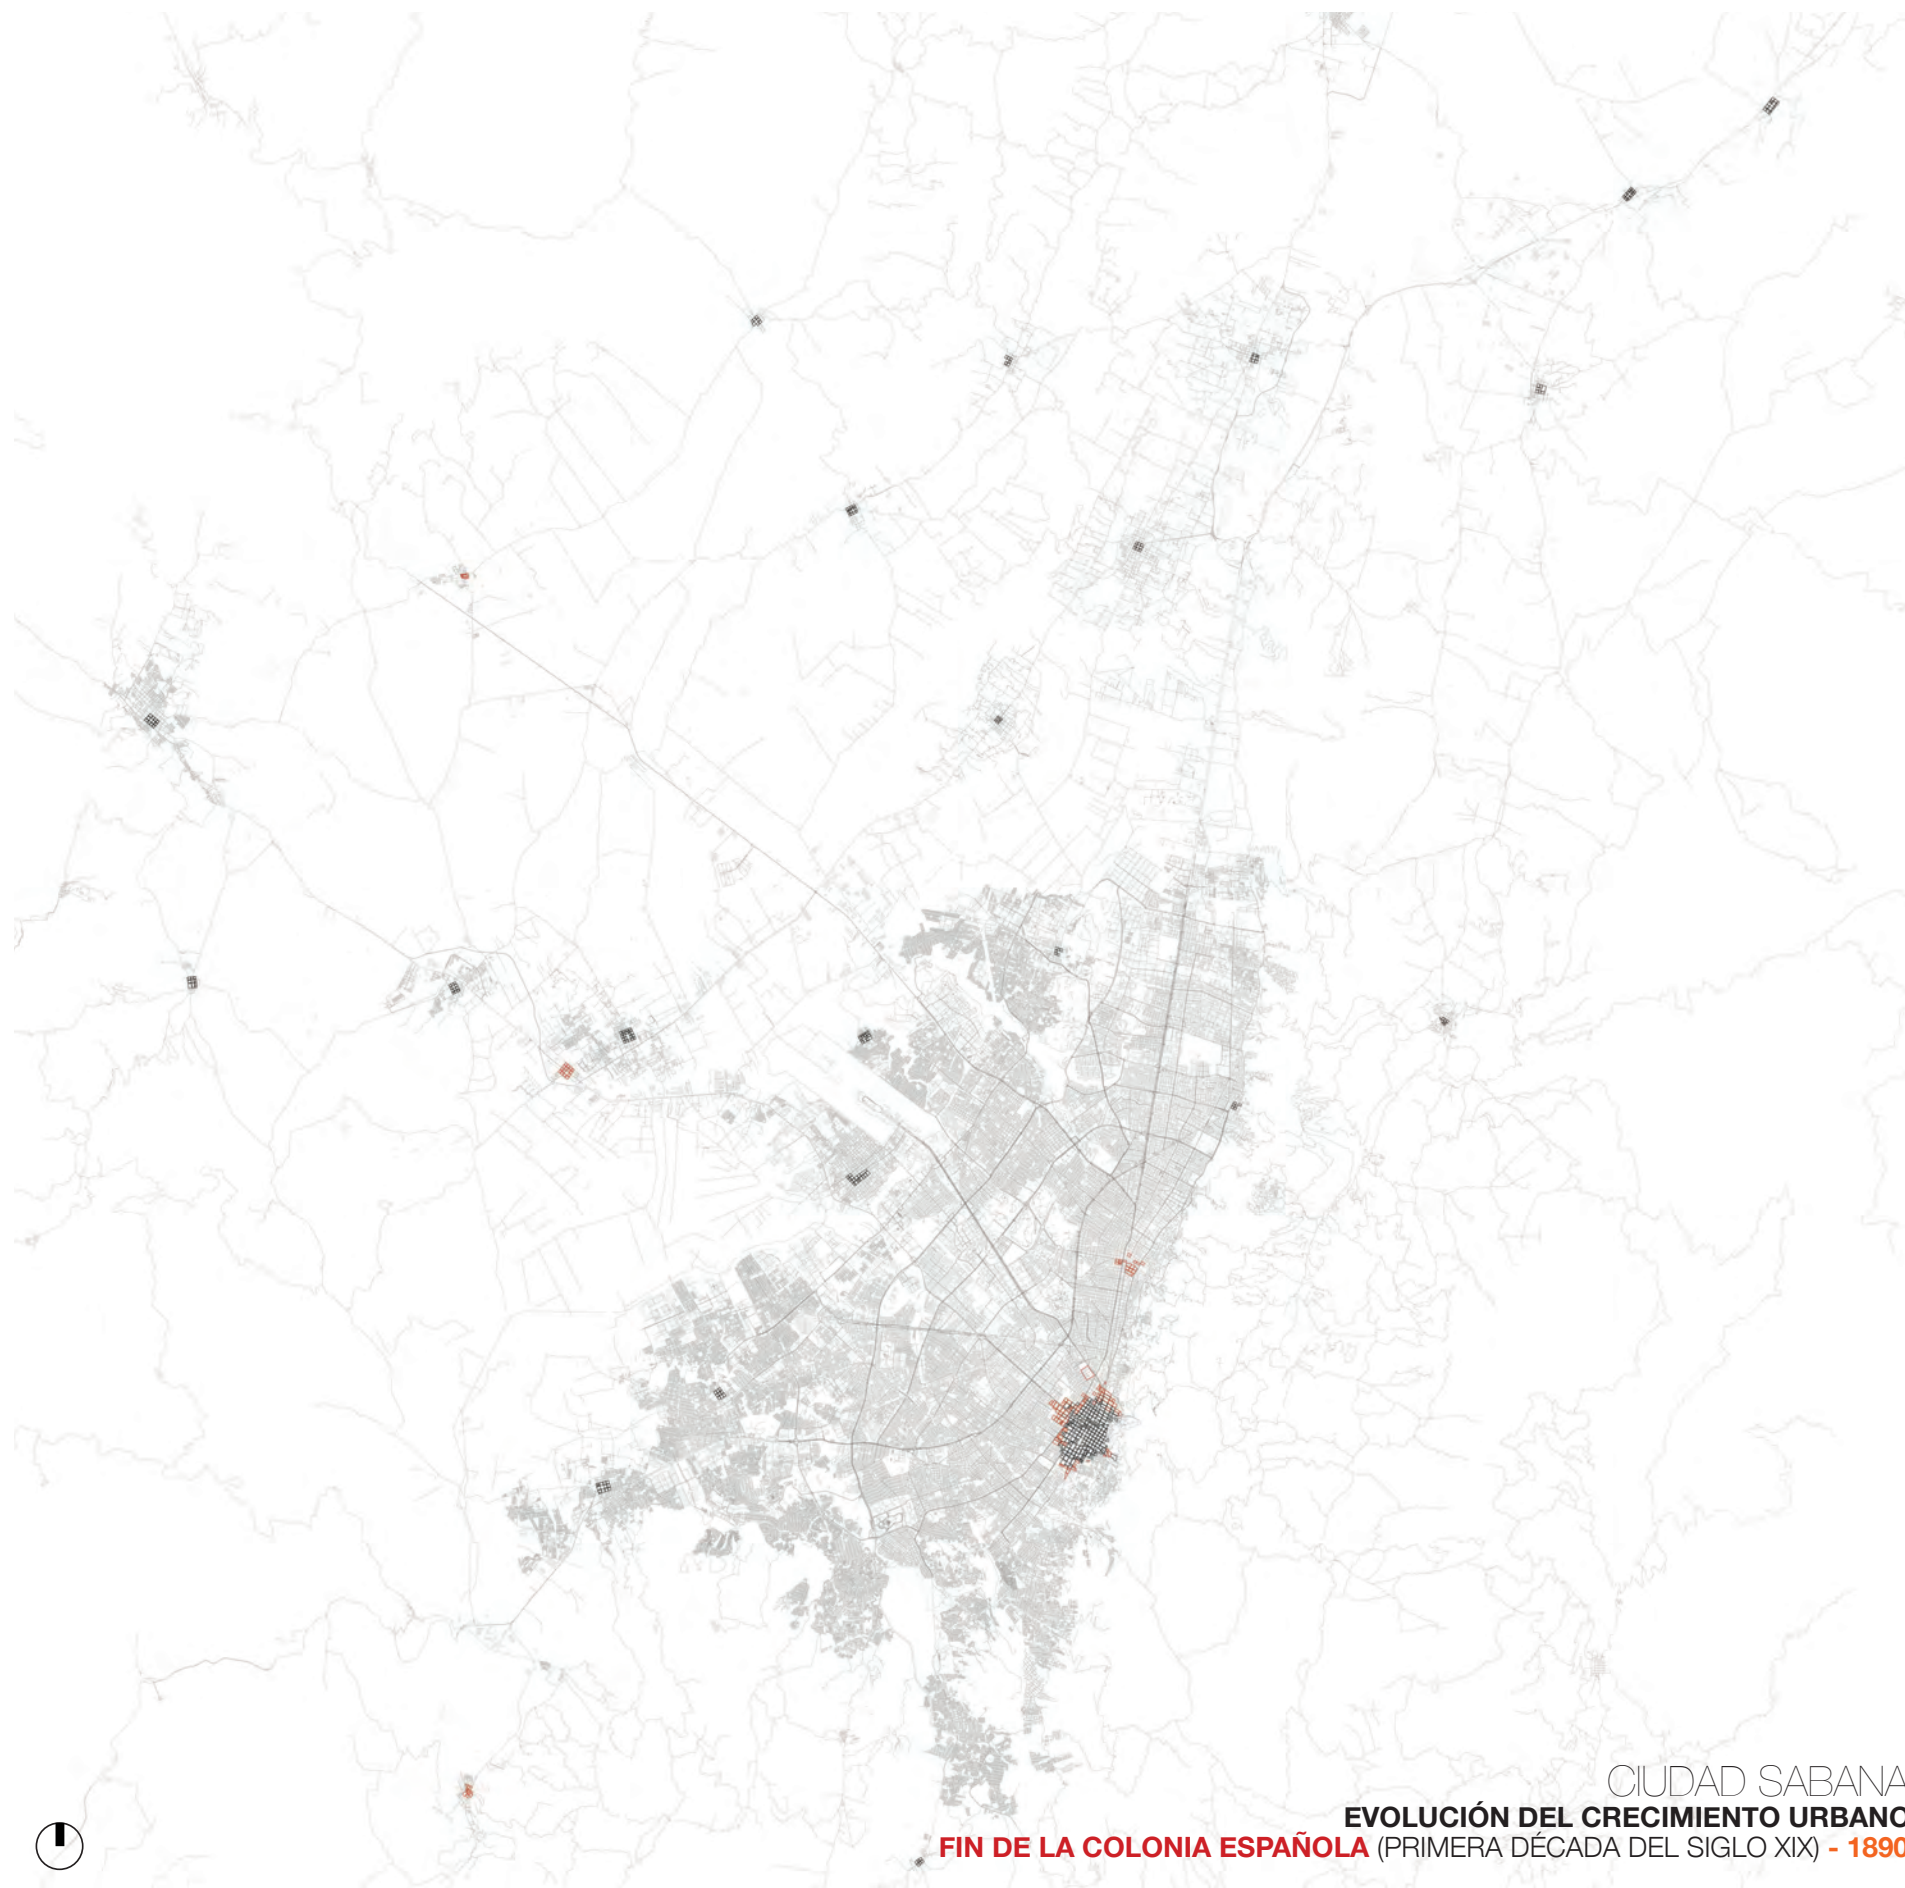 CIUDAD SABANA
EVOLUCIÓN DEL CRECIMIENTO URBANO
FIN DE LA COLONIA ESPAÑOLA (PRIMERA DÉCADA DEL SIGLO XIX) - 1890